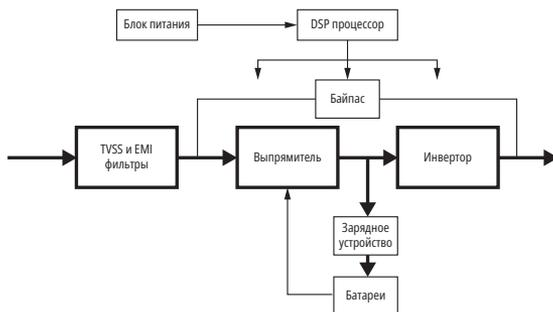 Блок питания
DSP процессор
Байпас
TVSS и EMI
фильтры
Выпрямитель
Инвертор
Зарядное
устройство
Батареи